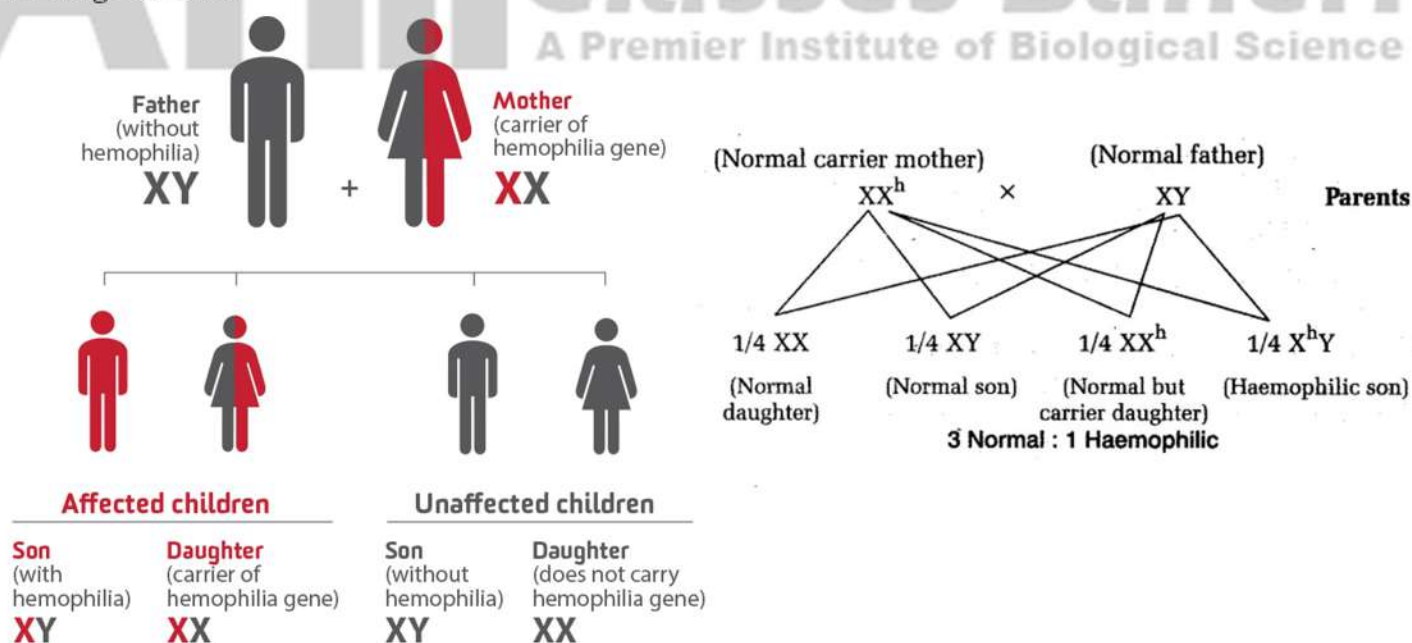 A Premier Institute of Biological Science
Father
(without
hemophilia)
XY
+
Mother
(carrier of
hemophilia gene)
XX
Affected children
Unaffected children
Son
(with
hemophilia)
XY
Daughter
(carrier of
hemophilia gene)
XX
Son
(without
hemophilia)
XY
Daughter
(does not carry
hemophilia gene)
XX
(Normal carrier mother) (Normal father)
XXʰ × XY Parents
1/4 XX 1/4 XY 1/4 XXʰ 1/4 XʰY
(Normal
daughter)
(Normal son)
(Normal but
carrier daughter)
(Haemophilic son)
3 Normal : 1 Haemophilic